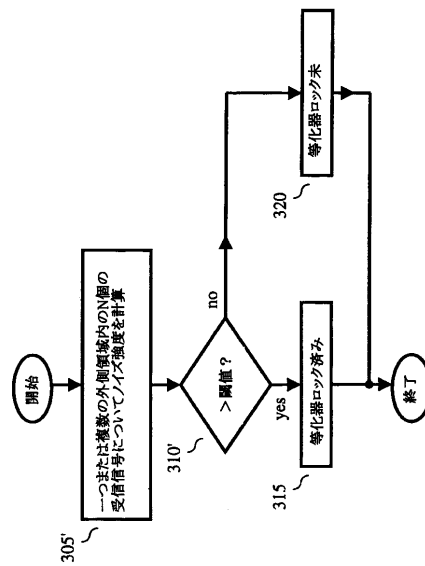 開始
一つまたは複数の外側領域内のN個の
受信信号についてノイズ強度を計算
305'
>閾値?
310'
no
yes
等化器ロック済み
315
等化器ロック未
320
終了